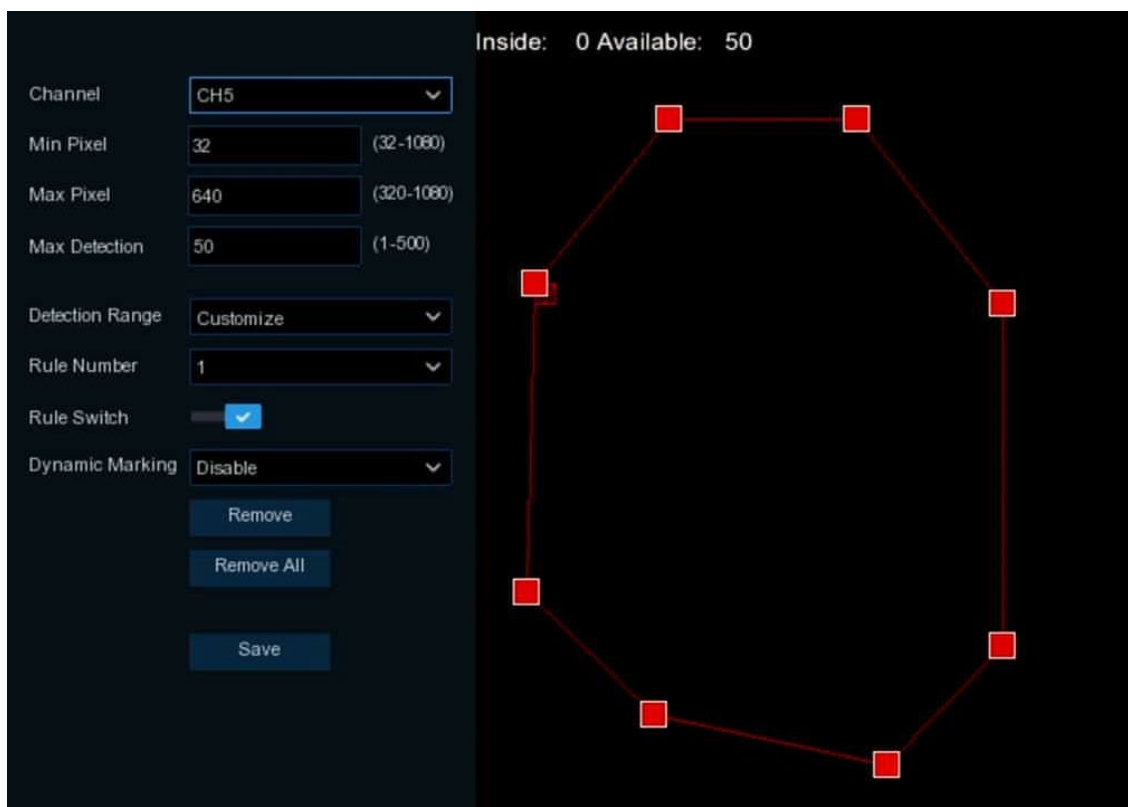 Inside: 0 Available: 50
Channel CH5
Min Pixel 32 (32-1080)
Max Pixel 640 (320-1080)
Max Detection 50 (1-500)
Detection Range Customize
Rule Number 1
Rule Switch
Dynamic Marking Disable
Remove
Remove All
Save